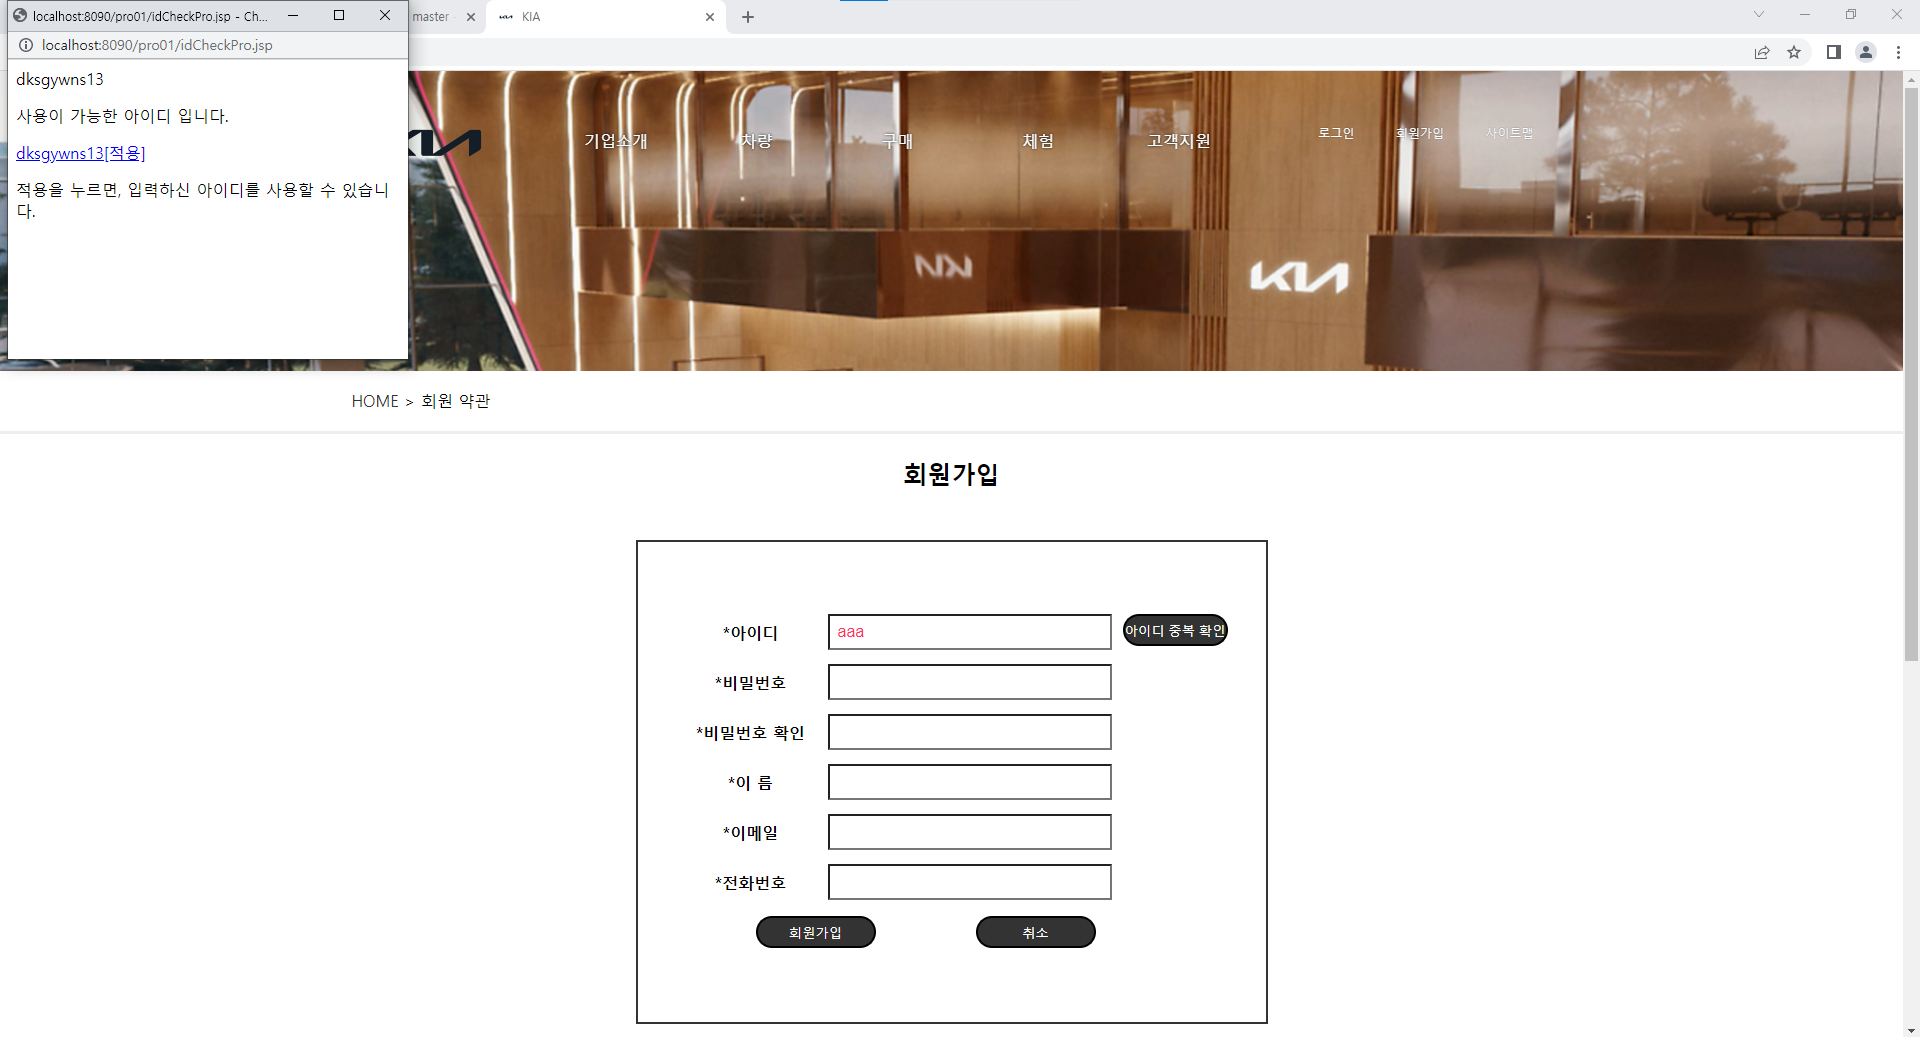 localhost:8090/pro01/idCheckPro.jsp - Ch...
master
KIA
localhost:8090/pro01/idCheckPro.jsp
dksgywns13
사용이 가능한 아이디 입니다.
dksgywns13[적용]
적용을 누르면, 입력하신 아이디를 사용할 수 있습니
다.
KIA
기업소개
차량
구매
체험
고객지원
로그인
회원가입
사이트맵
KIA
HOME > 회원 약관
회원가입
*아이디
aaa
아이디 중복 확인
*비밀번호
*비밀번호 확인
*이 름
*이메일
*전화번호
회원가입
취소